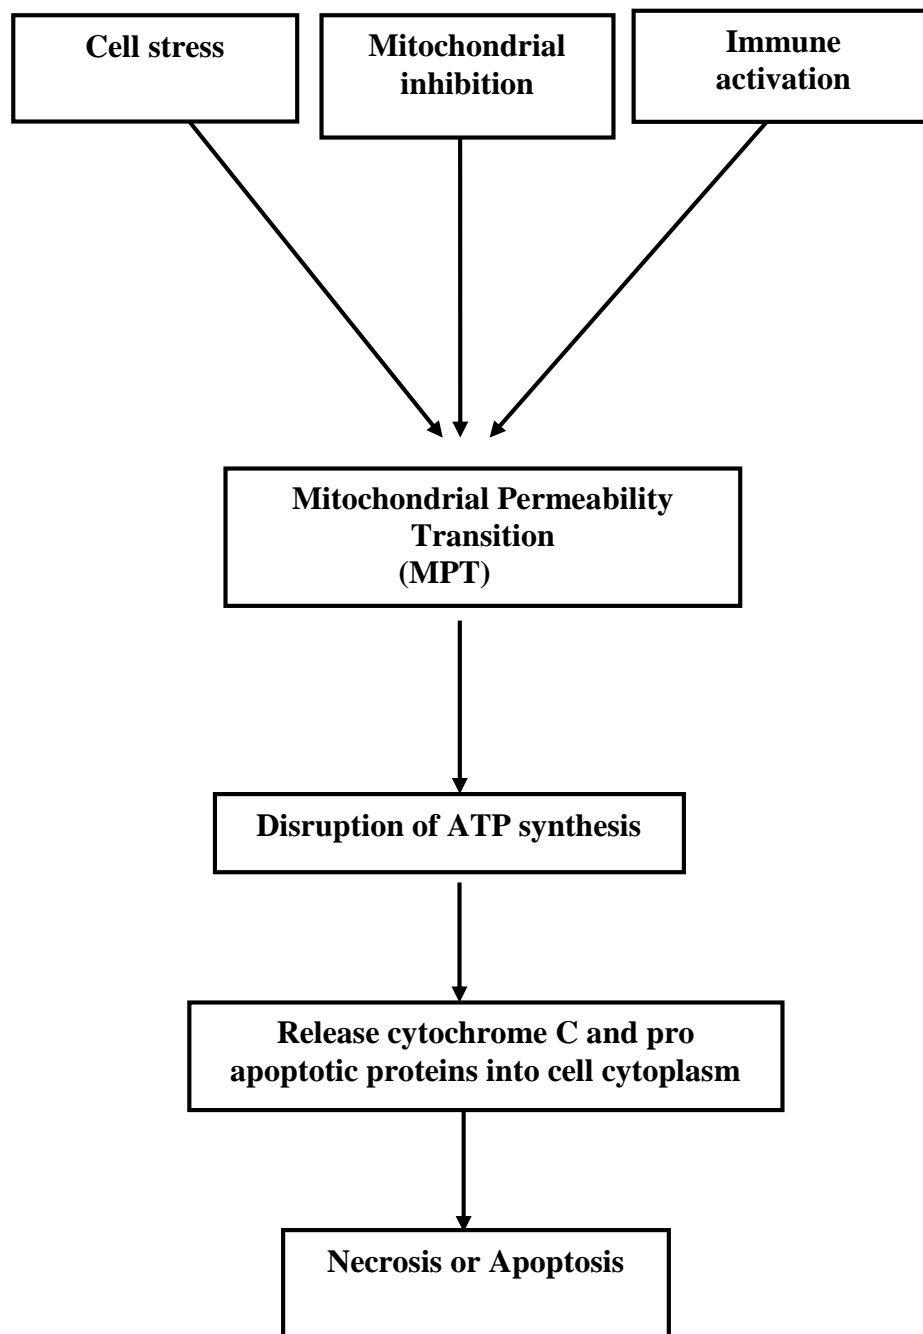 Cell stress
Mitochondrial
inhibition
Immune
activation
Mitochondrial Permeability
Transition
(MPT)
Disruption of ATP synthesis
Release cytochrome C and pro
apoptotic proteins into cell cytoplasm
Necrosis or Apoptosis